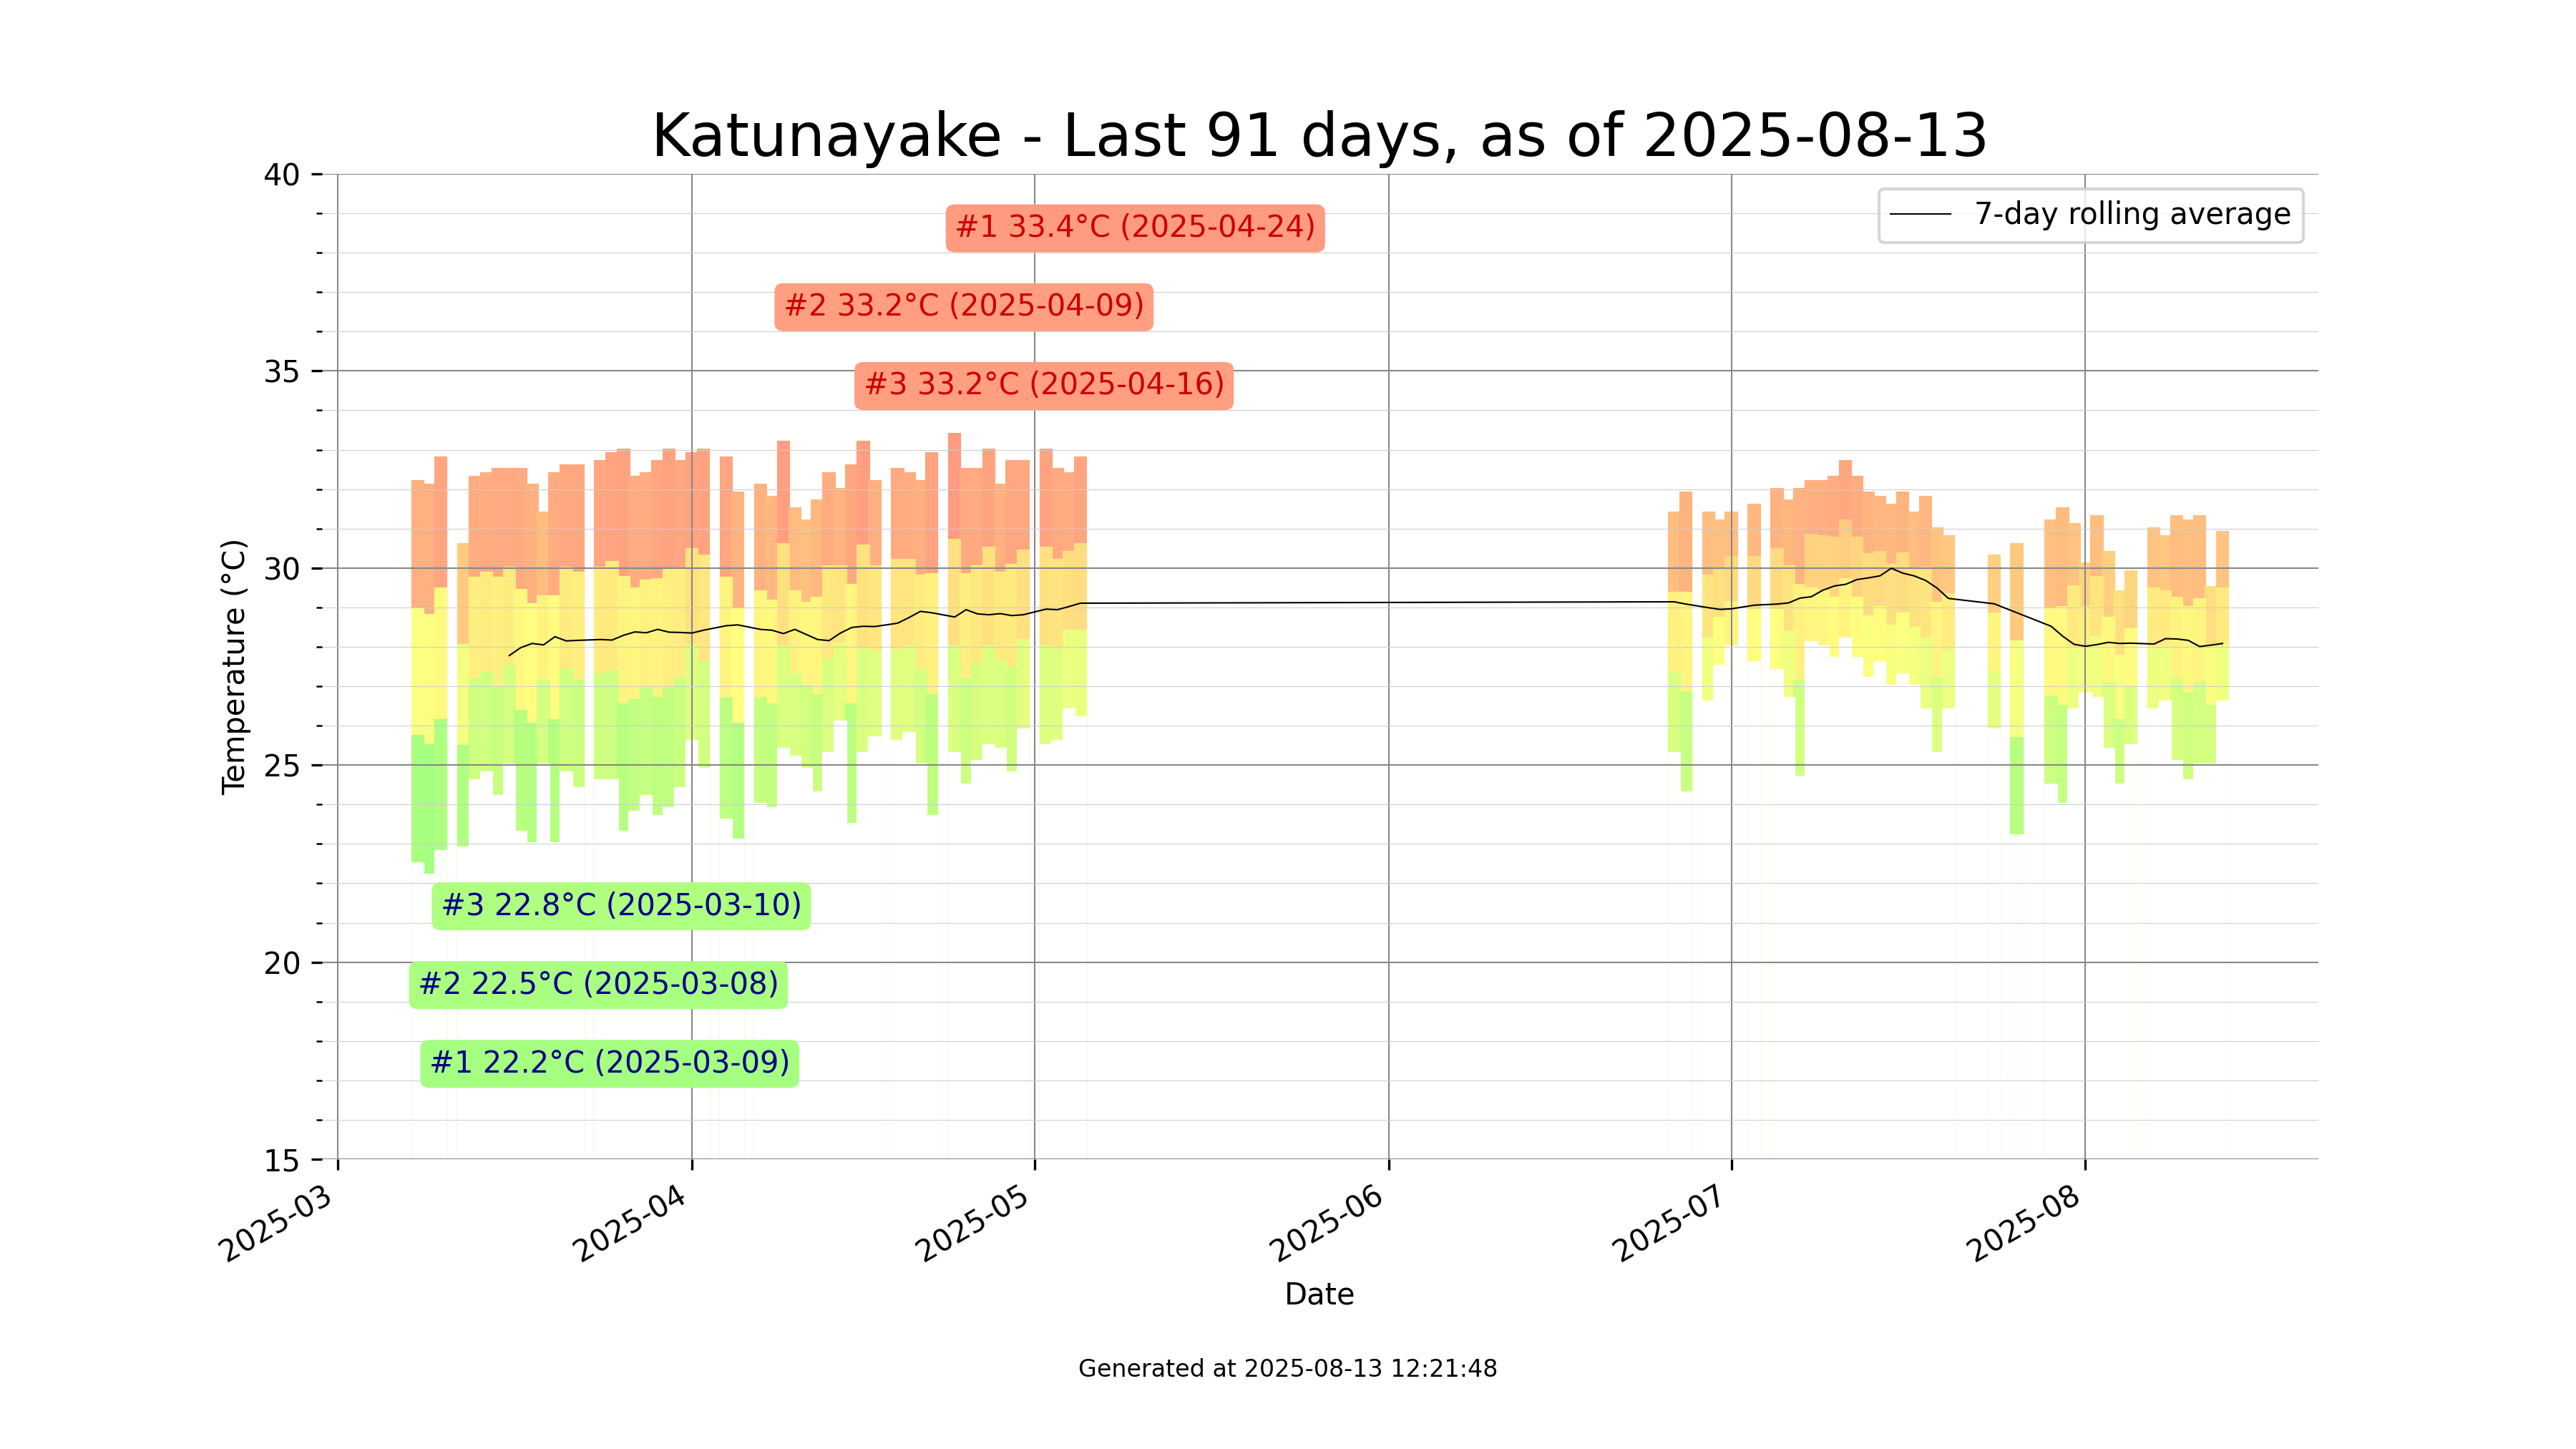 Katunayake - Last 91 days, as of 2025-08-13
40
35
30
25
20
15
Temperature (°C)
7-day rolling average
#1 33.4°C (2025-04-24)
#2 33.2°C (2025-04-09)
#3 33.2°C (2025-04-16)
#3 22.8°C (2025-03-10)
#2 22.5°C (2025-03-08)
#1 22.2°C (2025-03-09)
2025-03
2025-04
2025-05
2025-06
2025-07
2025-08
Date
Generated at 2025-08-13 12:21:48